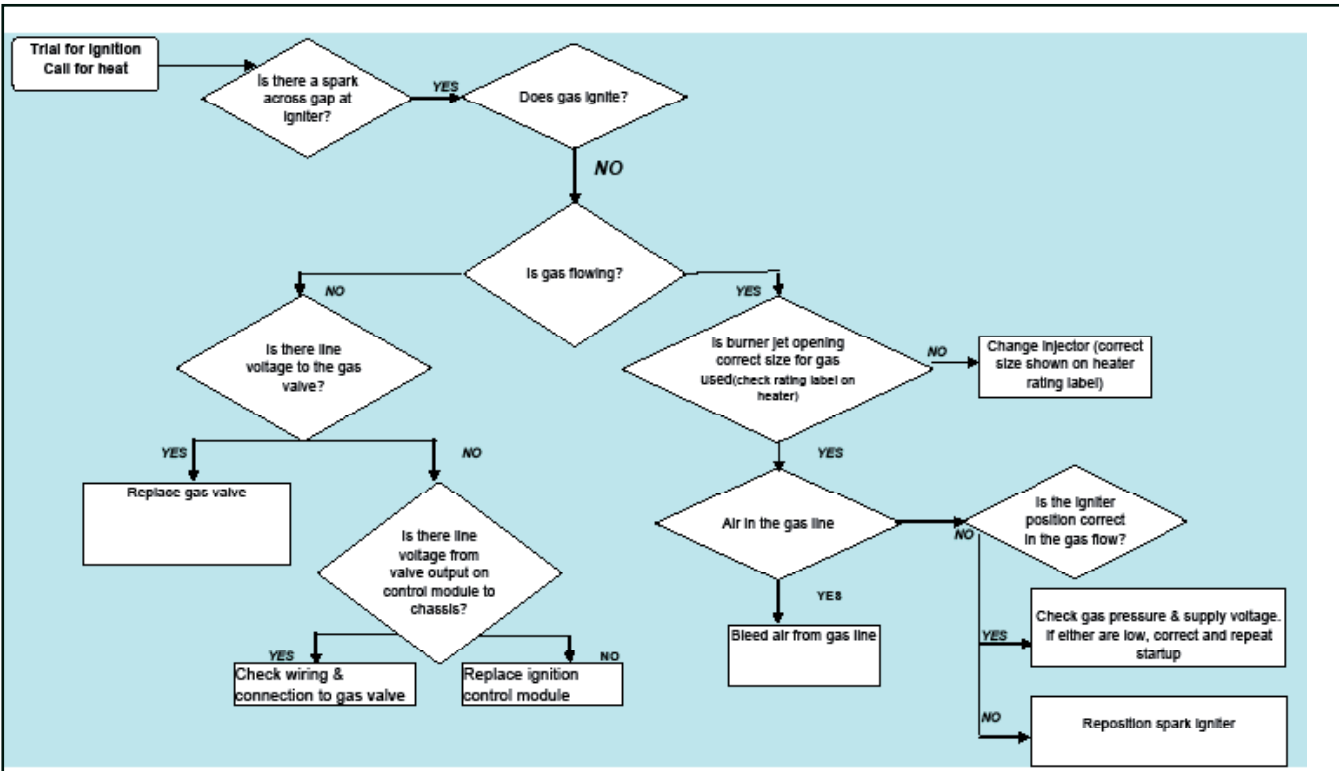 Trial for Ignition
Call for heat
Is there a spark
across gap at
igniter?
YES
Does gas ignite?
NO
Is gas flowing?
NO
YES
Is there line
voltage to the gas
valve?
Is burner jet opening
correct size for gas
used(check rating label on
heater)
NO
Change injector (correct
size shown on heater
rating label)
YES
NO
YES
Replace gas valve
Is there line
voltage from
valve output on
control module to
chassis?
Air in the gas line
NO
Is the igniter
position correct
in the gas flow?
YES
Bleed air from gas line
YES
Check gas pressure & supply voltage.
If either are low, correct and repeat
startup
YES
NO
Check wiring &
connection to gas valve
Replace ignition
control module
NO
Reposition spark igniter